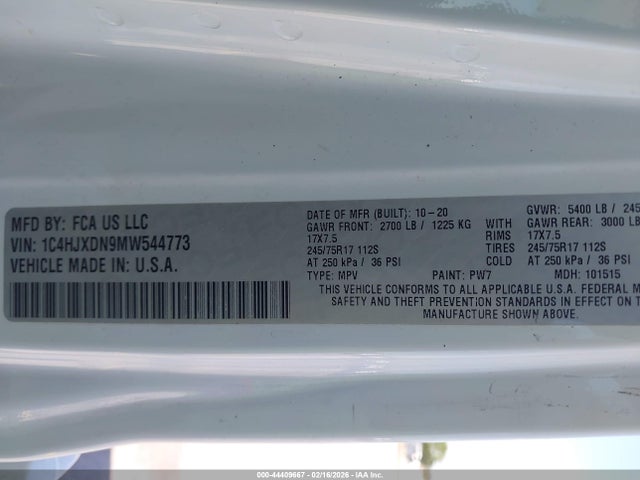 MFD BY: FCA US LLC
VIN: 1C4HJXDN9MW544773
VEHICLE MADE IN: U.S.A.
DATE OF MFR (BUILT): 10-20
GAWR FRONT: 2700 LB / 1225 KG WITH
17X7.5 RIMS
245/75R17 112S TIRES
AT 250 kPa / 36 PSI COLD
GVWR: 5400 LB / 245
GAWR REAR: 3000 LB
17X7.5
245/75R17 112S
AT 250 kPa / 36 PSI
TYPE: MPV PAINT: PW7 MDH: 101515
THIS VEHICLE CONFORMS TO ALL APPLICABLE U.S.A. FEDERAL M
SAFETY AND THEFT PREVENTION STANDARDS IN EFFECT ON T
MANUFACTURE SHOWN ABOVE.
000-44409667 - 02/16/2026 - IAA Inc.